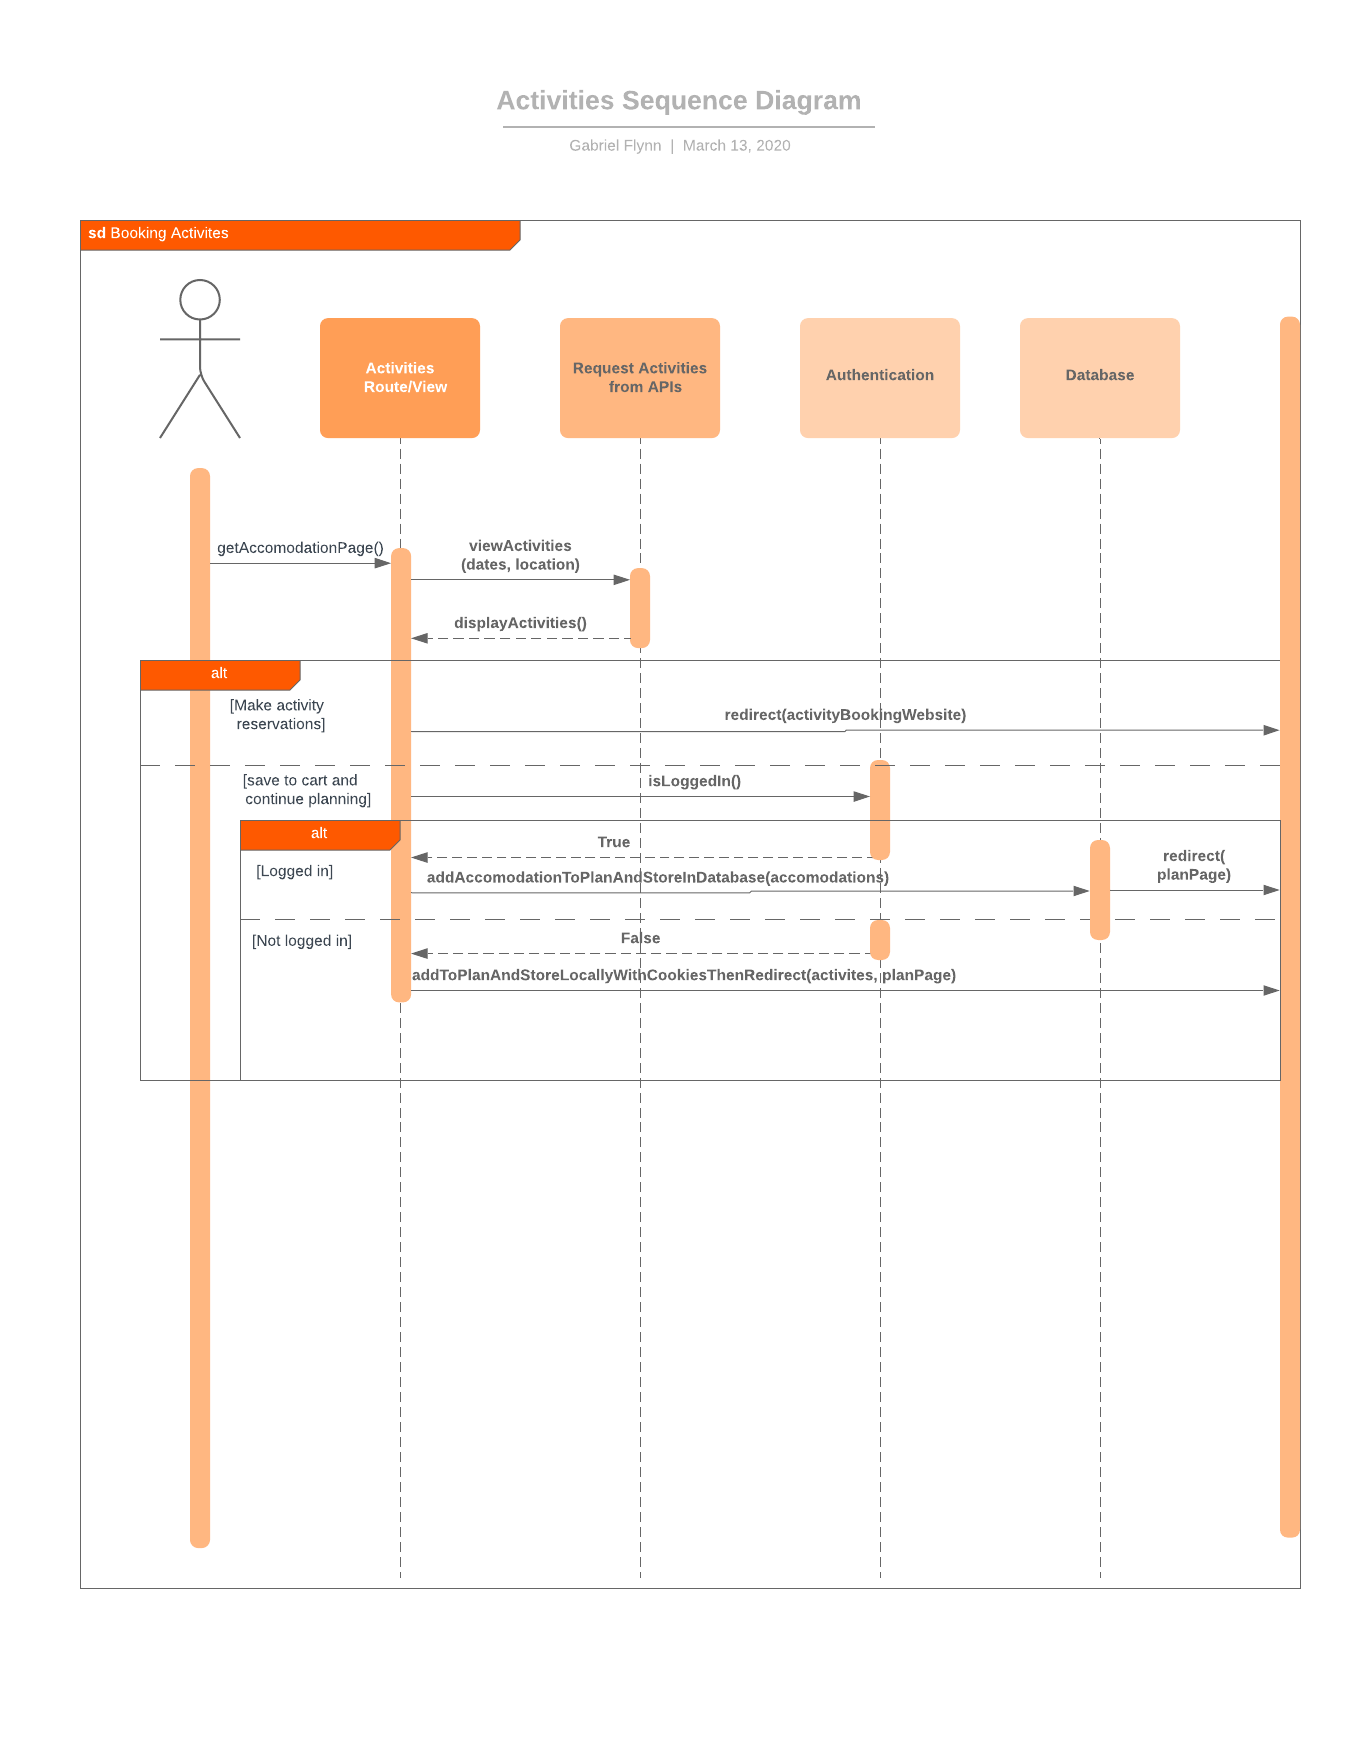 Activities Sequence Diagram
Gabriel Flynn | March 13, 2020
sd Booking Activites
Activities
Route/View
Request Activities
from APIs
Authentication
Database
getAccomodationPage()
viewActivities
(dates, location)
displayActivities()
alt
[Make activity
reservations]
redirect(activityBookingWebsite)
[save to cart and
continue planning]
isLoggedIn()
alt
True
[Logged in]
redirect(
planPage)
addAccomodationToPlanAndStoreInDatabase(accomodations)
[Not logged in]
False
addToPlanAndStoreLocallyWithCookiesThenRedirect(activites, planPage)